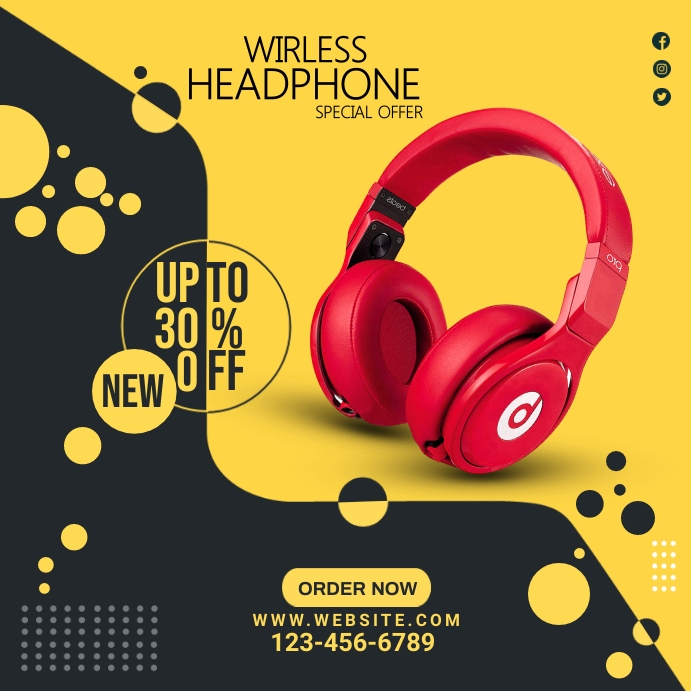 WIRLESS
HEADPHONE
SPECIAL OFFER
UP TO
30 %
OFF
NEW
ORDER NOW
WWW.WEBSITE.COM
123-456-6789